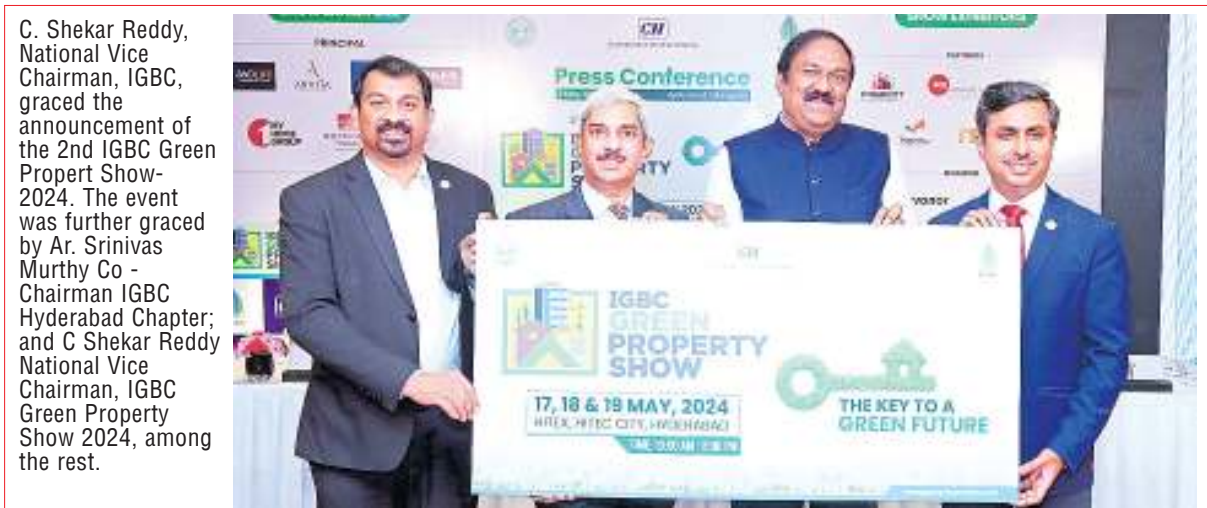 C. Shekar Reddy,
National Vice
Chairman, IGBC,
graced the
announcement of
the 2nd IGBC Green
Propert Show-
2024. The event
was further graced
by Ar. Srinivas
Murthy Co -
Chairman IGBC
Hyderabad Chapter;
and C Shekar Reddy
National Vice
Chairman, IGBC
Green Property
Show 2024, among
the rest.
PRINCIPAL
CII
Press Conference
IGBC
GREEN
PROPERTY
SHOW
17, 18 & 19 MAY, 2024
HITEX, HITEC CITY, HYDERABAD
THE KEY TO A
GREEN FUTURE